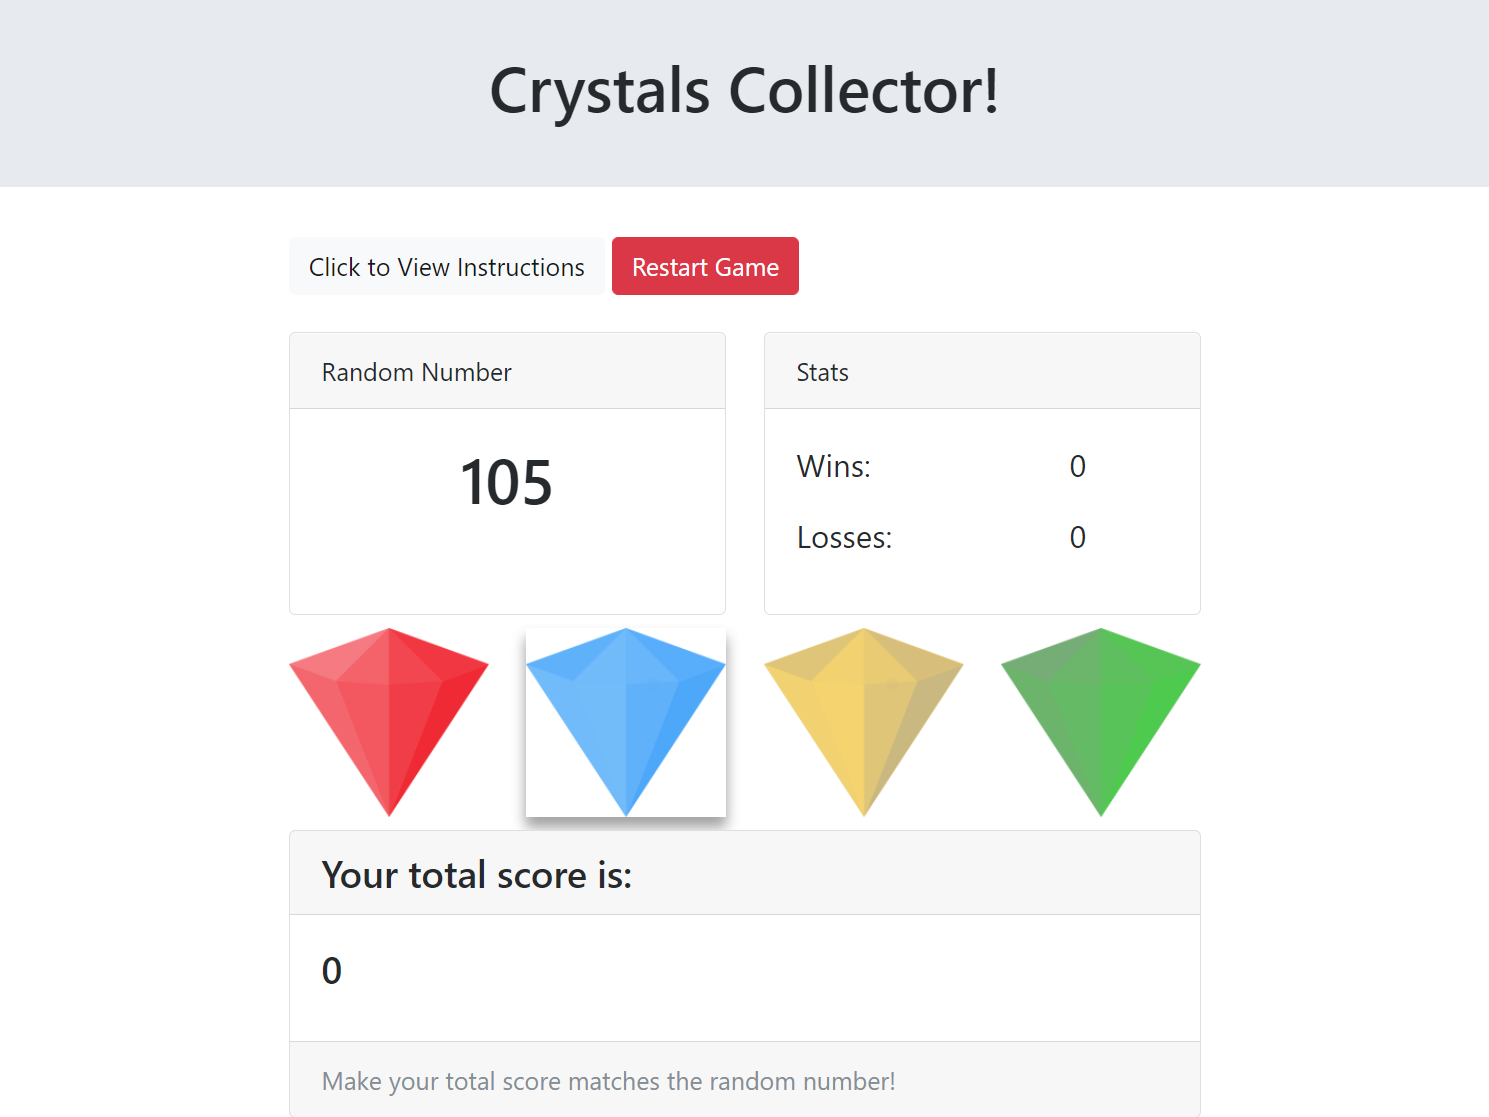 Crystals Collector!
Click to View Instructions
Restart Game
Random Number
105
Stats
Wins: 0
Losses: 0
Your total score is:
0
Make your total score matches the random number!